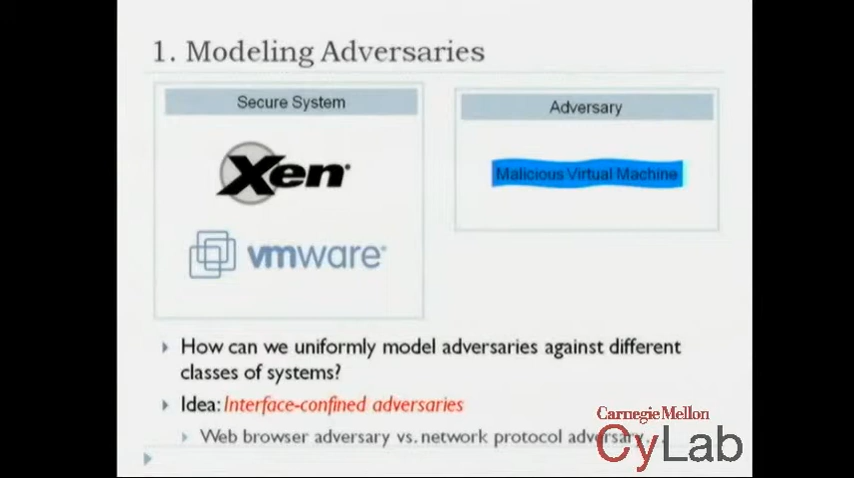 1. Modeling Adversaries
Secure System
Adversary
Xen
Malicious Virtual Machine
vmware
How can we uniformly model adversaries against different
classes of systems?
Idea: Interface-confined adversaries
Web browser adversary vs. network protocol adversary
Carnegie Mellon
CyLab